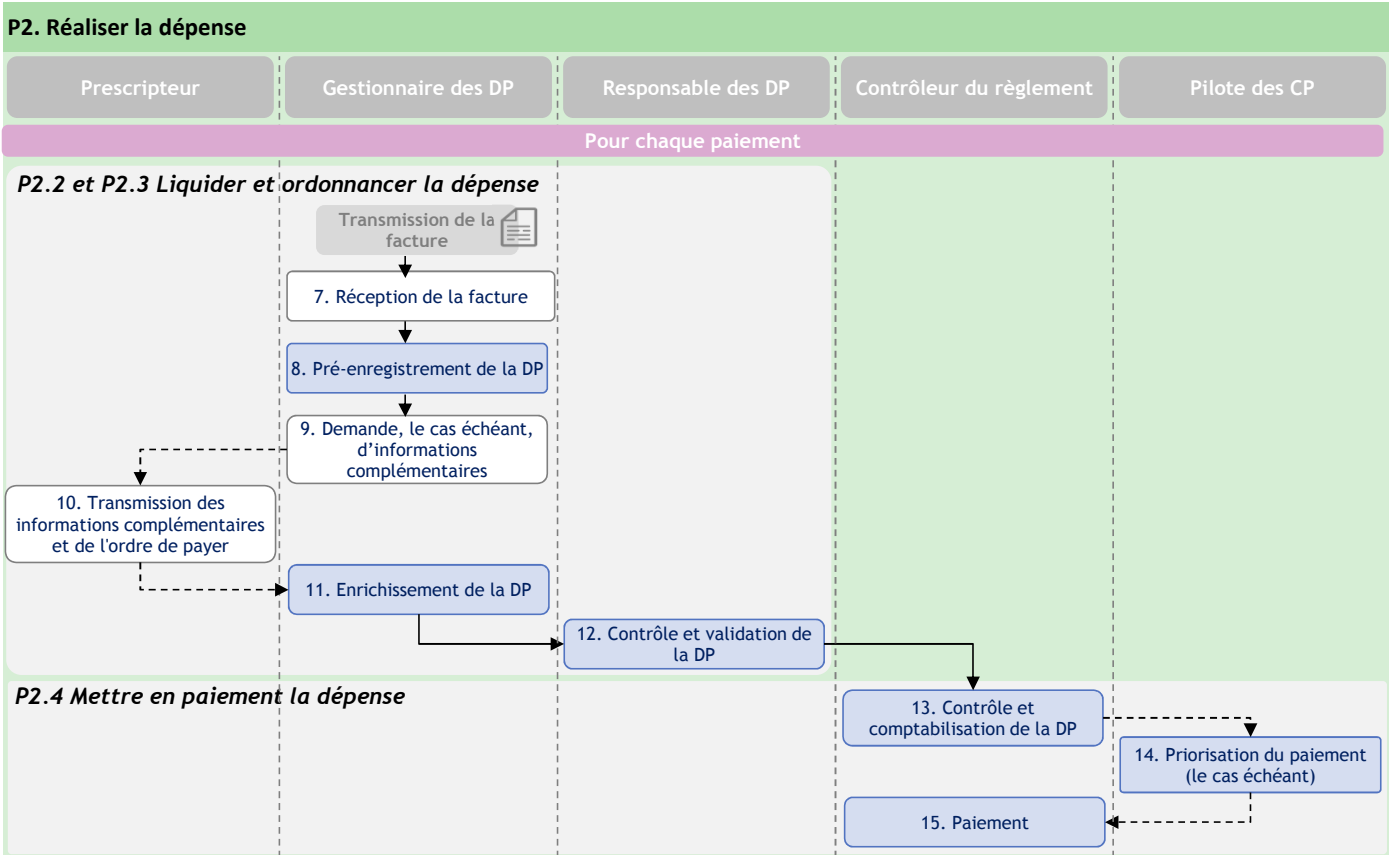 P2. Réaliser la dépense
Prescripteur
Gestionnaire des DP
Responsable des DP
Contrôleur du règlement
Pilote des CP
Pour chaque paiement
P2.2 et P2.3 Liquider et ordonnancer la dépense
Transmission de la
facture
7. Réception de la facture
8. Pré-enregistrement de la DP
9. Demande, le cas échéant,
d’informations
complémentaires
10. Transmission des
informations complémentaires
et de l'ordre de payer
11. Enrichissement de la DP
12. Contrôle et validation de
la DP
P2.4 Mettre en paiement la dépense
13. Contrôle et
comptabilisation de la DP
14. Priorisation du paiement
(le cas échéant)
15. Paiement